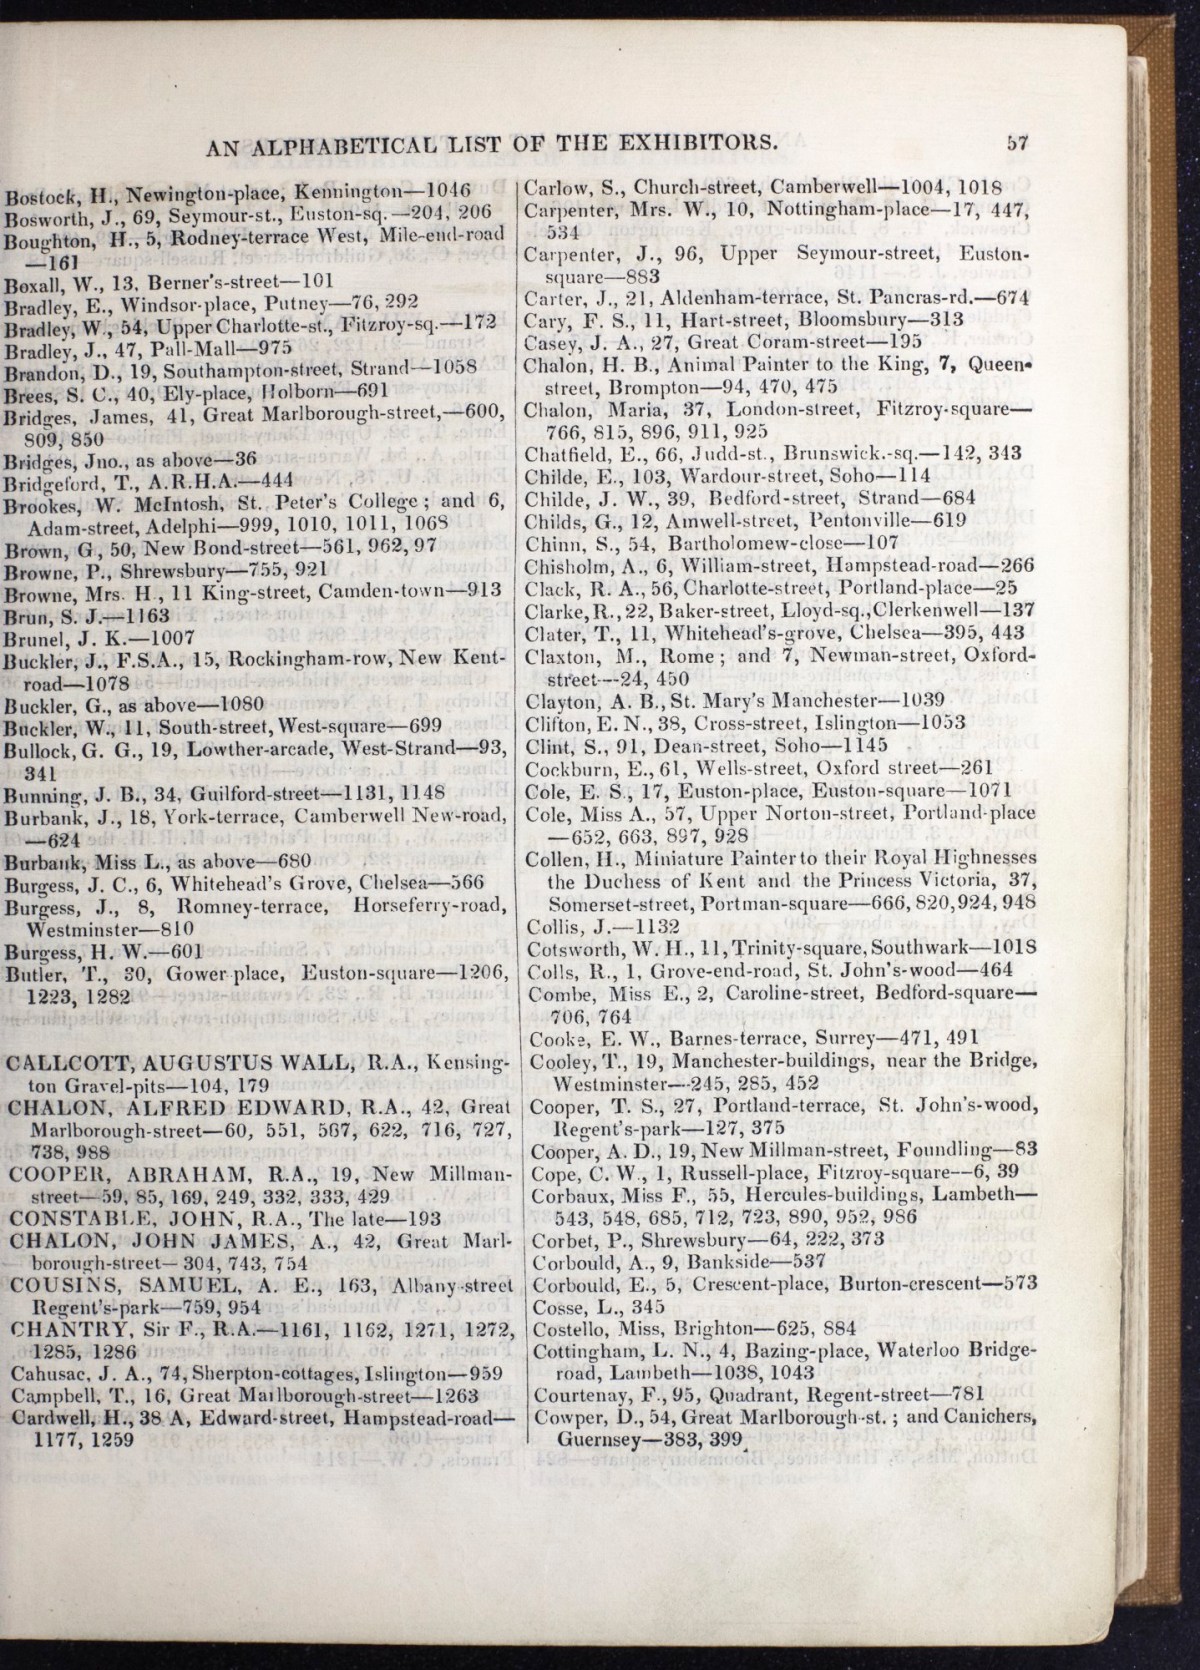 AN ALPHABETICAL LIST OF THE EXHIBITORS. 57
Bostock, H., Newington-place, Kennington—1046
Bosworth, J., 69, Seymour-st., Euston-sq.—204, 206
Boughton, H., 5, Rodney-terrace West, Mile-end-road
—161
Boxall, W., 13, Berner's-street—101
Bradley, E., Windsor-place, Putney—76, 292
Bradley, W., 54, Upper Charlotte-st., Fitzroy-sq.—172
Bradley, J., 47, Pall-Mall—975
Brandon, D., 19, Southampton-street, Strand—1058
Brees, S. C., 40, Ely-place, Holborn—691
Bridges, James, 41, Great Marlborough-street,—600,
809, 850
Bridges, Jno., as above—36
Bridgeford, T., A.R.H.A.—444
Brookes, W. McIntosh, St. Peter's College; and 6,
Adam-street, Adelphi—999, 1010, 1011, 1068
Brown, G, 50, New Bond-street—561, 962, 97
Browne, P., Shrewsbury—755, 921
Browne, Mrs. H., 11 King-street, Camden-town—913
Brun, S. J.—1163
Brunel, J. K.—1007
Buckler, J., F.S.A., 15, Rockingham-row, New Kent-
road—1078
Buckler, G., as above—1080
Buckler, W., 11, South-street, West-square—699
Bullock, G. G., 19, Lowther-arcade, West-Strand—93,
341
Bunning, J. B., 34, Guilford-street—1131, 1148
Burbank, J., 18, York-terrace, Camberwell New-road,
—624
Burbank, Miss L., as above—680
Burgess, J. C., 6, Whitehead's Grove, Chelsea—566
Burgess, J., 8, Romney-terrace, Horseferry-road,
Westminster—810
Burgess, H. W.—601
Butler, T., 30, Gower-place, Euston-square—1206,
1223, 1282
CALLCOTT, AUGUSTUS WALL, R.A., Kensing-
ton Gravel-pits—104, 179
CHALON, ALFRED EDWARD, R.A., 42, Great
Marlborough-street—60, 551, 567, 622, 716, 727,
738, 988
COOPER, ABRAHAM, R.A., 19, New Millman-
street—59, 85, 169, 249, 332, 333, 429
CONSTABLE, JOHN, R.A., The late—193
CHALON, JOHN JAMES, A., 42, Great Marl-
borough-street—304, 743, 754
COUSINS, SAMUEL, A. E., 163, Albany-street
Regent's-park—759, 954
CHANTRY, Sir F., R.A.—1161, 1162, 1271, 1272,
1285, 1286
Cahusac, J. A., 74, Sherpton-cottages, Islington—959
Campbell, T., 16, Great Marlborough-street—1263
Cardwell, H., 38 A, Edward-street, Hampstead-road—
1177, 1259
Carlow, S., Church-street, Camberwell—1004, 1018
Carpenter, Mrs. W., 10, Nottingham-place—17, 447,
534
Carpenter, J., 96, Upper Seymour-street, Euston-
square—883
Carter, J., 21, Aldenham-terrace, St. Pancras-rd.—674
Cary, F. S., 11, Hart-street, Bloomsbury—313
Casey, J. A., 27, Great Coram-street—195
Chalon, H. B., Animal Painter to the King, 7, Queen-
street, Brompton—94, 470, 475
Chalon, Maria, 37, London-street, Fitzroy-square—
766, 815, 896, 911, 925
Chatfield, E., 66, Judd-st., Brunswick.-sq.—142, 343
Childe, E., 103, Wardour-street, Soho—114
Childe, J. W., 39, Bedford-street, Strand—684
Childs, G., 12, Amwell-street, Pentonville—619
Chinn, S., 54, Bartholomew-close—107
Chisholm, A., 6, William-street, Hampstead-road—266
Clack, R. A., 56, Charlotte-street, Portland-place—25
Clarke, R., 22, Baker-street, Lloyd-sq., Clerkenwell—137
Clater, T., 11, Whitehead's-grove, Chelsea—395, 443
Claxton, M., Rome; and 7, Newman-street, Oxford-
street—24, 450
Clayton, A. B., St. Mary's Manchester—1039
Clifton, E. N., 38, Cross-street, Islington—1053
Clint, S., 91, Dean-street, Soho—1145
Cockburn, E., 61, Wells-street, Oxford street—261
Cole, E. S., 17, Euston-place, Euston-square—1071
Cole, Miss A., 57, Upper Norton-street, Portland-place
—652, 663, 897, 928
Collen, H., Miniature Painter to their Royal Highnesses
the Duchess of Kent and the Princess Victoria, 37,
Somerset-street, Portman-square—666, 820, 924, 948
Collis, J.—1132
Cotsworth, W. H., 11, Trinity-square, Southwark—1018
Colls, R., 1, Grove-end-road, St. John's-wood—464
Combe, Miss E., 2, Caroline-street, Bedford-square—
706, 764
Cooke, E. W., Barnes-terrace, Surrey—471, 491
Cooley, T., 19, Manchester-buildings, near the Bridge,
Westminster—245, 285, 452
Cooper, T. S., 27, Portland-terrace, St. John's-wood,
Regent's-park—127, 375
Cooper, A. D., 19, New Millman-street, Foundling—83
Cope, C. W., 1, Russell-place, Fitzroy-square—6, 39
Corbaux, Miss F., 55, Hercules-buildings, Lambeth—
543, 548, 685, 712, 723, 890, 952, 986
Corbet, P., Shrewsbury—64, 222, 373
Corbould, A., 9, Bankside—537
Corbould, E., 5, Crescent-place, Burton-crescent—573
Cosse, L., 345
Costello, Miss, Brighton—625, 884
Cottingham, L. N., 4, Bazing-place, Waterloo Bridge-
road, Lambeth—1038, 1043
Courtenay, F., 95, Quadrant, Regent-street—781
Cowper, D., 54, Great Marlborough-st.; and Canichers,
Guernsey—383, 399